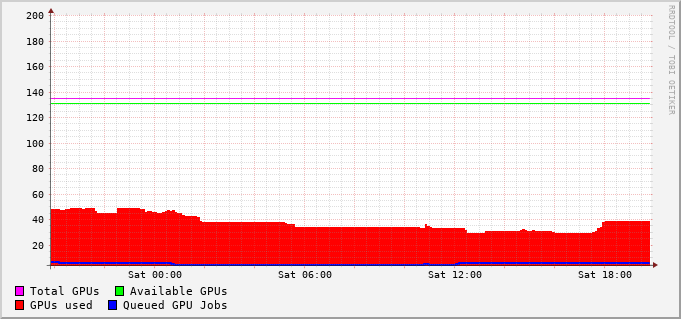 200
180
160
140
120
100
80
60
40
20
Sat 00:00 Sat 06:00 Sat 12:00 Sat 18:00
Total GPUs Available GPUs
GPUs used Queued GPU Jobs
RRDTOOL / TOBI OETIKER